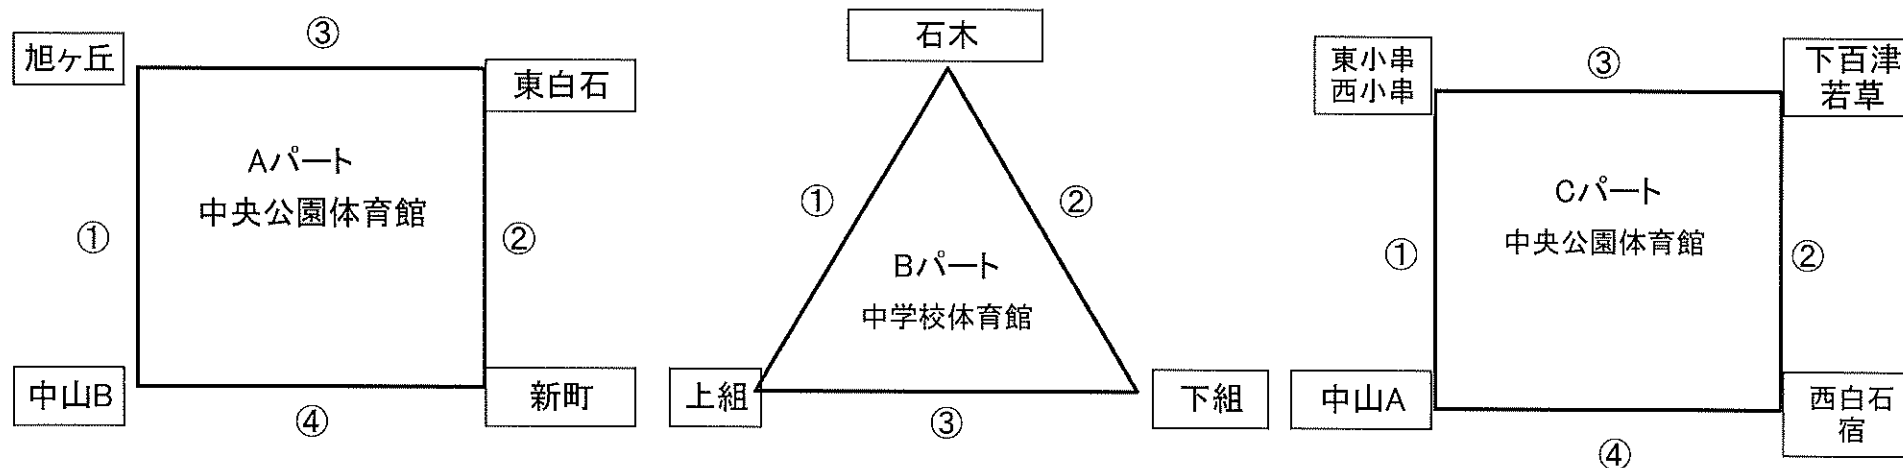 ③
旭ヶ丘
東白石
Aパート
中央公園体育館
①
②
中山B
新町
④
石木
①
②
Bパート
中学校体育館
上組
下組
③
東小串
西小串
③
下百津
若草
Cパート
中央公園体育館
①
②
中山A
西白石
宿
④